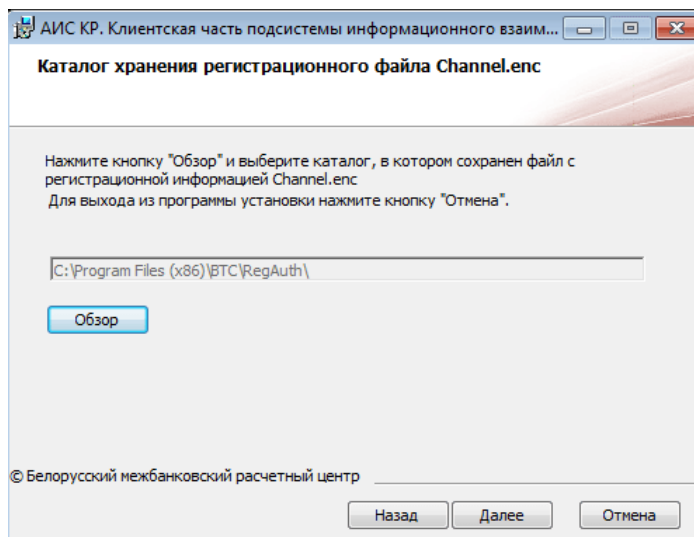 АИС КР. Клиентская часть подсистемы информационного взаим...
Каталог хранения регистрационного файла Channel.enc
Нажмите кнопку "Обзор" и выберите каталог, в котором сохранен файл с
регистрационной информацией Channel.enc
Для выхода из программы установки нажмите кнопку "Отмена".
C:\Program Files (x86)\BTC\RegAuth\
Обзор
© Белорусский межбанковский расчетный центр
Назад Далее Отмена